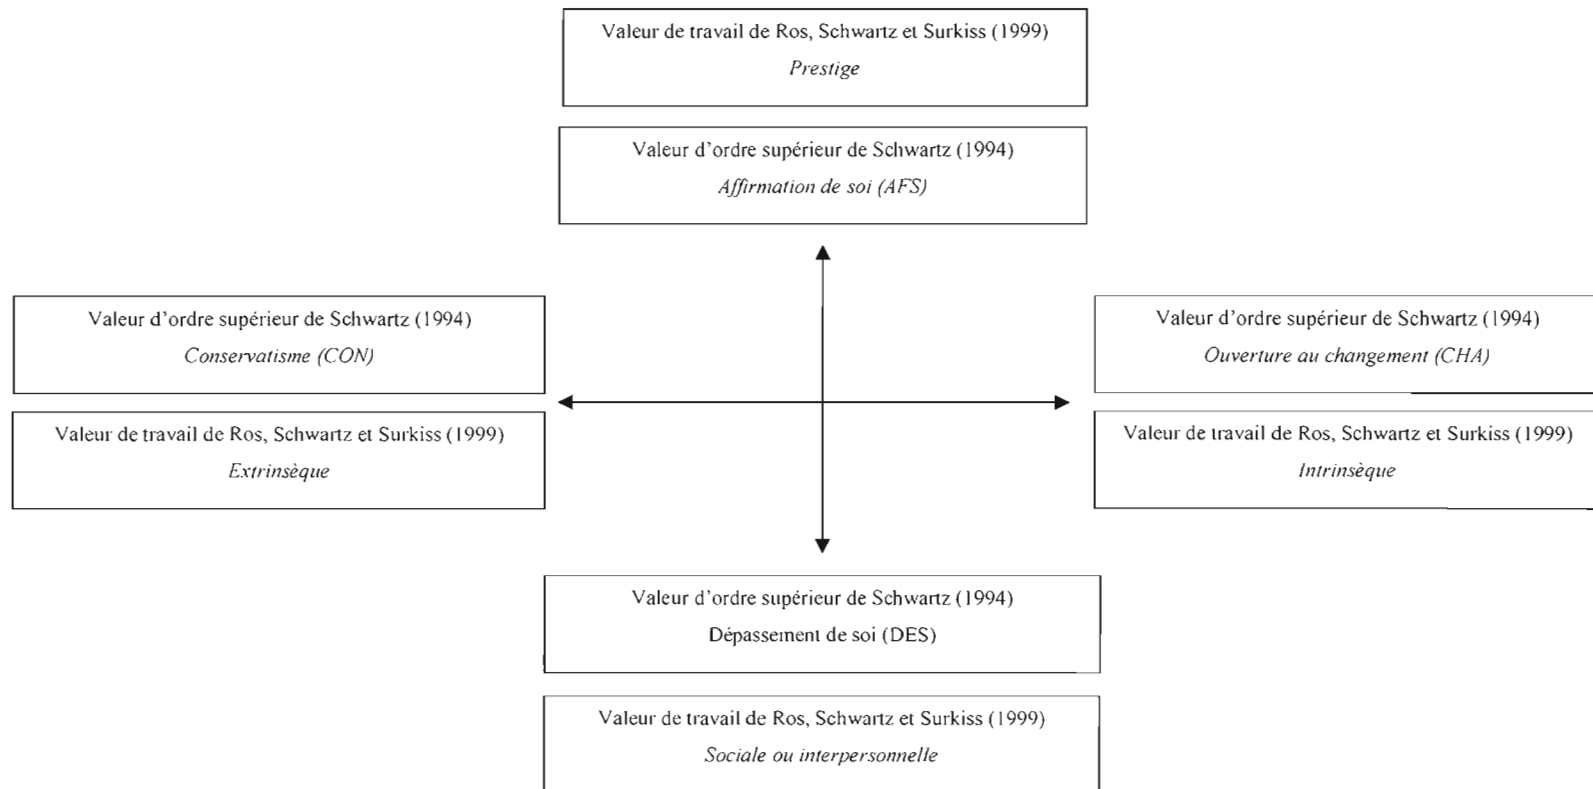 Valeur de travail de Ros, Schwartz et Surkiss (1999)
Prestige
Valeur d'ordre supérieur de Schwartz (1994)
Affirmation de soi (AFS)
Valeur d'ordre supérieur de Schwartz (1994)
Conservatisme (CON)
Valeur de travail de Ros, Schwartz et Surkiss (1999)
Extrinsèque
Valeur d'ordre supérieur de Schwartz (1994)
Ouverture au changement (CHA)
Valeur de travail de Ros, Schwartz et Surkiss (1999)
Intrinsèque
Valeur d'ordre supérieur de Schwartz (1994)
Dépassement de soi (DES)
Valeur de travail de Ros, Schwartz et Surkiss (1999)
Sociale ou interpersonnelle